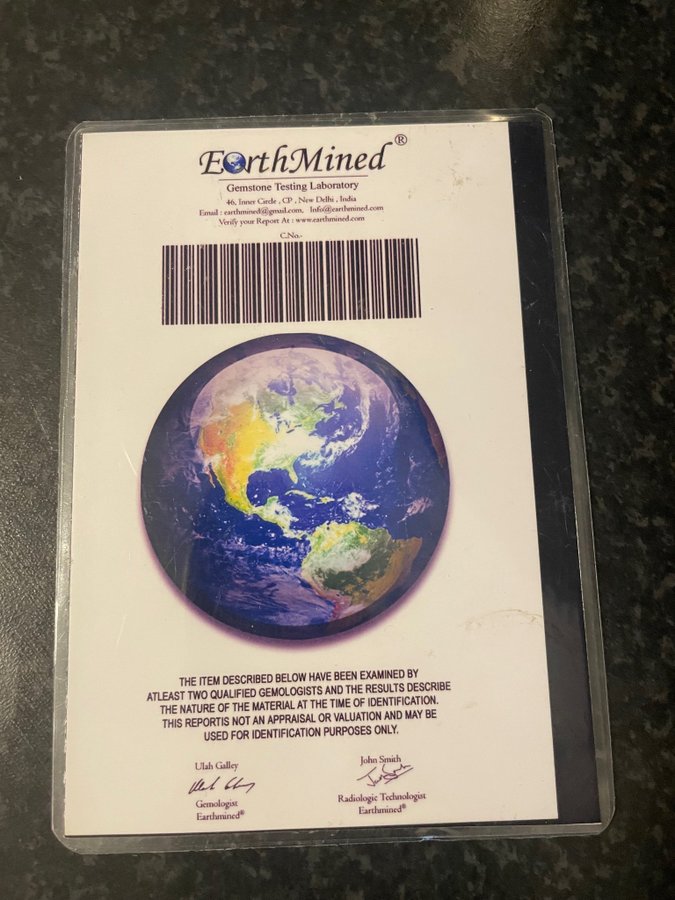 EarthMined®
Gemstone Testing Laboratory
46, Inner Circle , CP , New Delhi , India
Email : earthmined@gmail.com, Info@earthmined.com
Verify your Report At : www.earthmined.com
C.No.-
THE ITEM DESCRIBED BELOW HAVE BEEN EXAMINED BY
ATLEAST TWO QUALIFIED GEMOLOGISTS AND THE RESULTS DESCRIBE
THE NATURE OF THE MATERIAL AT THE TIME OF IDENTIFICATION.
THIS REPORTIS NOT AN APPRAISAL OR VALUATION AND MAY BE
USED FOR IDENTIFICATION PURPOSES ONLY.
Ulah Galley
Gemologist
Earthmined®
John Smith
Radiologic Technologist
Earthmined®